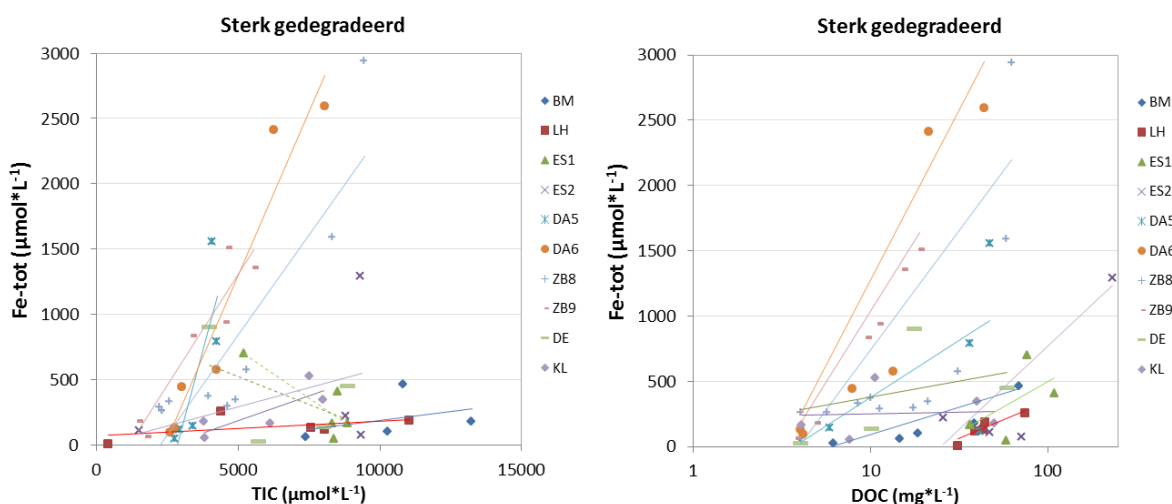 Sterk gedegradeerd
3000
2500
2000
1500
1000
500
0
Fe-tot (µmol*L-1)
0
5000
10000
15000
TIC (µmol*L-1)
BM
LH
ES1
ES2
DA5
DA6
ZB8
ZB9
DE
KL
Sterk gedegradeerd
3000
2500
2000
1500
1000
500
0
Fe-tot (µmol*L-1)
1
10
100
DOC (mg*L-1)
BM
LH
ES1
ES2
DA5
DA6
ZB8
ZB9
DE
KL